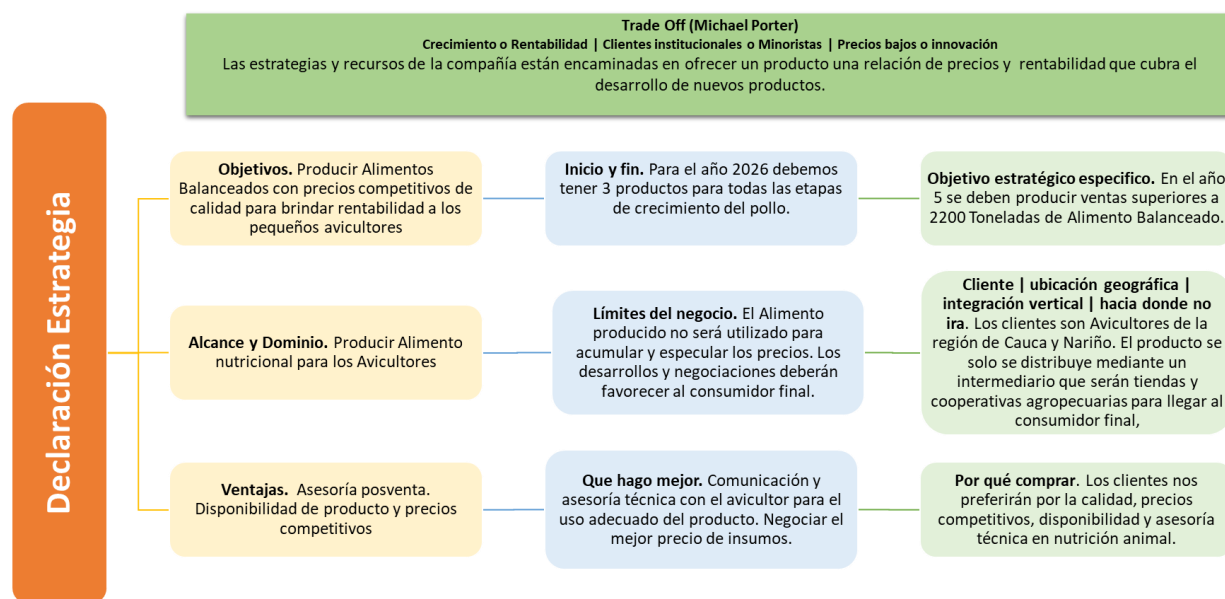 Trade Off (Michael Porter)
Crecimiento o Rentabilidad | Clientes institucionales o Minoristas | Precios bajos o innovación
Las estrategias y recursos de la compañía están encaminadas en ofrecer un producto una relación de precios y rentabilidad que cubra el
desarrollo de nuevos productos.
Declaración Estrategia
Objetivos. Producir Alimentos
Balanceados con precios competitivos de
calidad para brindar rentabilidad a los
pequeños avicultores
Inicio y fin. Para el año 2026 debemos
tener 3 productos para todas las etapas
de crecimiento del pollo.
Objetivo estratégico especifico. En el año
5 se deben producir ventas superiores a
2200 Toneladas de Alimento Balanceado.
Alcance y Dominio. Producir Alimento
nutricional para los Avicultores
Límites del negocio. El Alimento
producido no será utilizado para
acumular y especular los precios. Los
desarrollos y negociaciones deberán
favorecer al consumidor final.
Cliente | ubicación geográfica |
integración vertical | hacia donde no
ira. Los clientes son Avicultores de la
región de Cauca y Nariño. El producto se
solo se distribuye mediante un
intermediario que serán tiendas y
cooperativas agropecuarias para llegar al
consumidor final,
Ventajas. Asesoría posventa.
Disponibilidad de producto y precios
competitivos
Que hago mejor. Comunicación y
asesoría técnica con el avicultor para el
uso adecuado del producto. Negociar el
mejor precio de insumos.
Por qué comprar. Los clientes nos
preferirán por la calidad, precios
competitivos, disponibilidad y asesoría
técnica en nutrición animal.